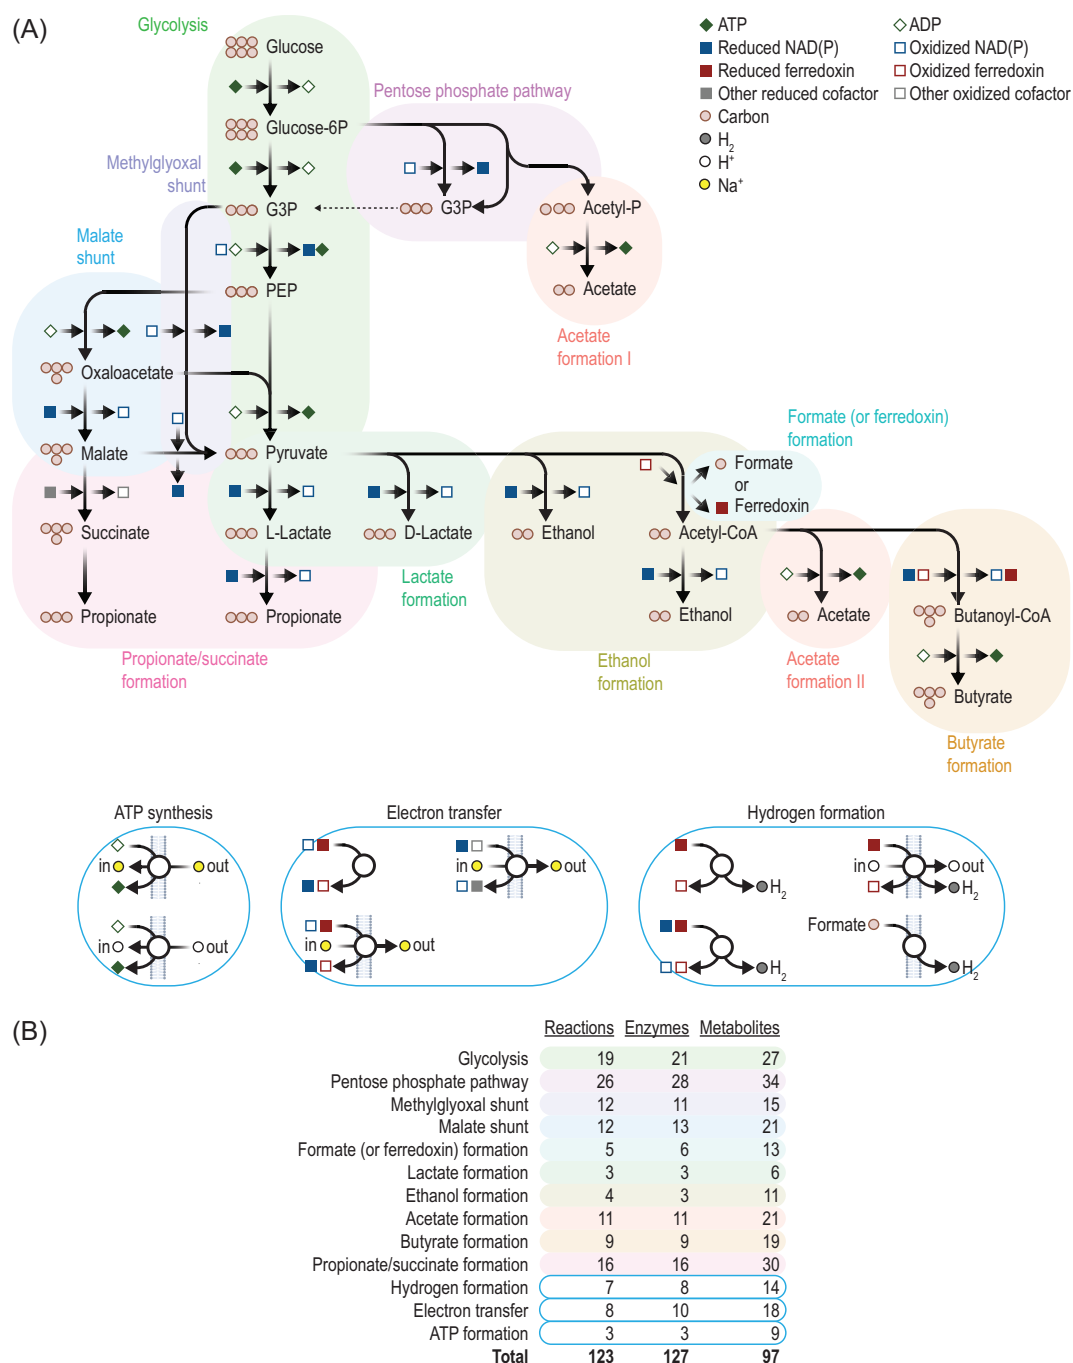 (A)
Glycolysis
ATP
ADP
Reduced NAD(P)
Oxidized NAD(P)
Reduced ferredoxin
Oxidized ferredoxin
Other reduced cofactor
Other oxidized cofactor
Carbon
H2
H+
Na+
Glucose
Pentose phosphate pathway
Glucose-6P
Methylglyoxal
shunt
G3P
G3P
Acetyl-P
Malate
shunt
PEP
Acetate
Acetate
formation I
Oxaloacetate
Formate (or ferredoxin)
formation
Malate
Pyruvate
Formate
or
Ferredoxin
Succinate
L-Lactate
D-Lactate
Ethanol
Acetyl-CoA
Lactate
formation
Propionate
Propionate
Ethanol
Acetate
Butanoyl-CoA
Propionate/succinate
formation
Ethanol
formation
Acetate
formation II
Butyrate
Butyrate
formation
ATP synthesis
Electron transfer
Hydrogen formation
in
out
in
out
in
out
H2
H2
in
out
in
out
Formate
H2
H2
(B)
Reactions Enzymes Metabolites
Glycolysis 19 21 27
Pentose phosphate pathway 26 28 34
Methylglyoxal shunt 12 11 15
Malate shunt 12 13 21
Formate (or ferredoxin) formation 5 6 13
Lactate formation 3 3 6
Ethanol formation 4 3 11
Acetate formation 11 11 21
Butyrate formation 9 9 19
Propionate/succinate formation 16 16 30
Hydrogen formation 7 8 14
Electron transfer 8 10 18
ATP formation 3 3 9
Total 123 127 97